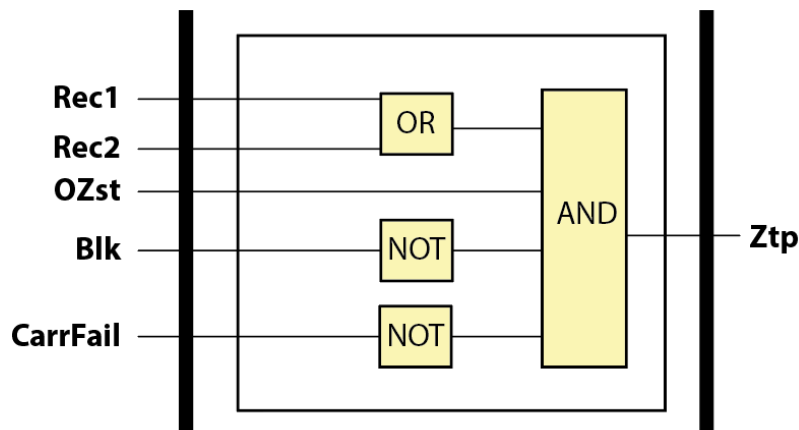 Rec1
OR
Rec2
OZst
AND
Ztp
Blk
NOT
CarrFail
NOT